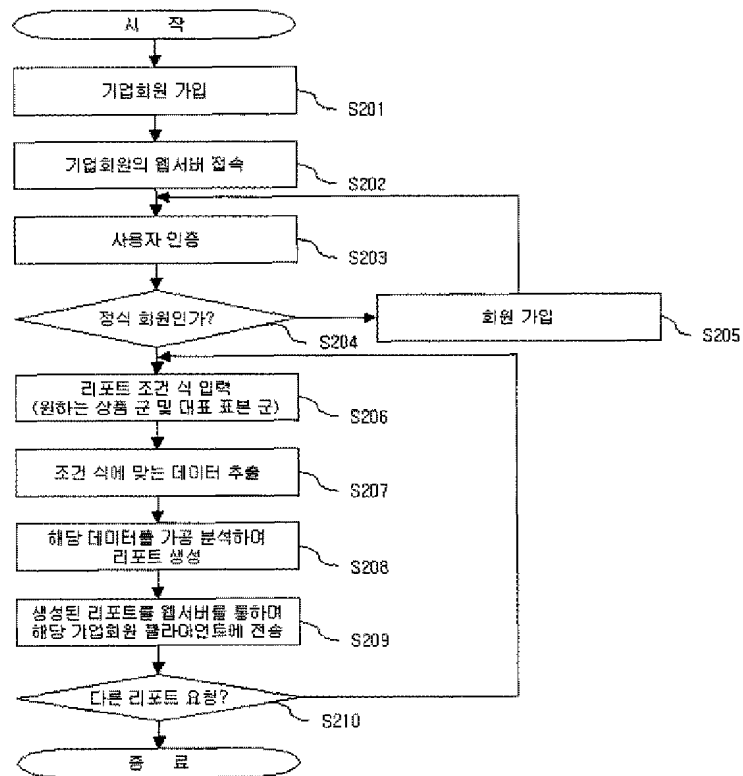 시 작
기업회원 가입
S201
기업회원의 웹서버 접속
S202
사용자 인증
S203
정식 회원인가?
S204
회원 가입
S205
리포트 조건 식 입력
(원하는 상품 군 및 대표 표본 군)
S206
조건 식에 맞는 데이터 추출
S207
해당 데이터를 가공 분석하여
리포트 생성
S208
생성된 리포트를 웹서버를 통하여
해당 가업회원 클라이언트에 전송
S209
다른 리포트 요청?
S210
종 료